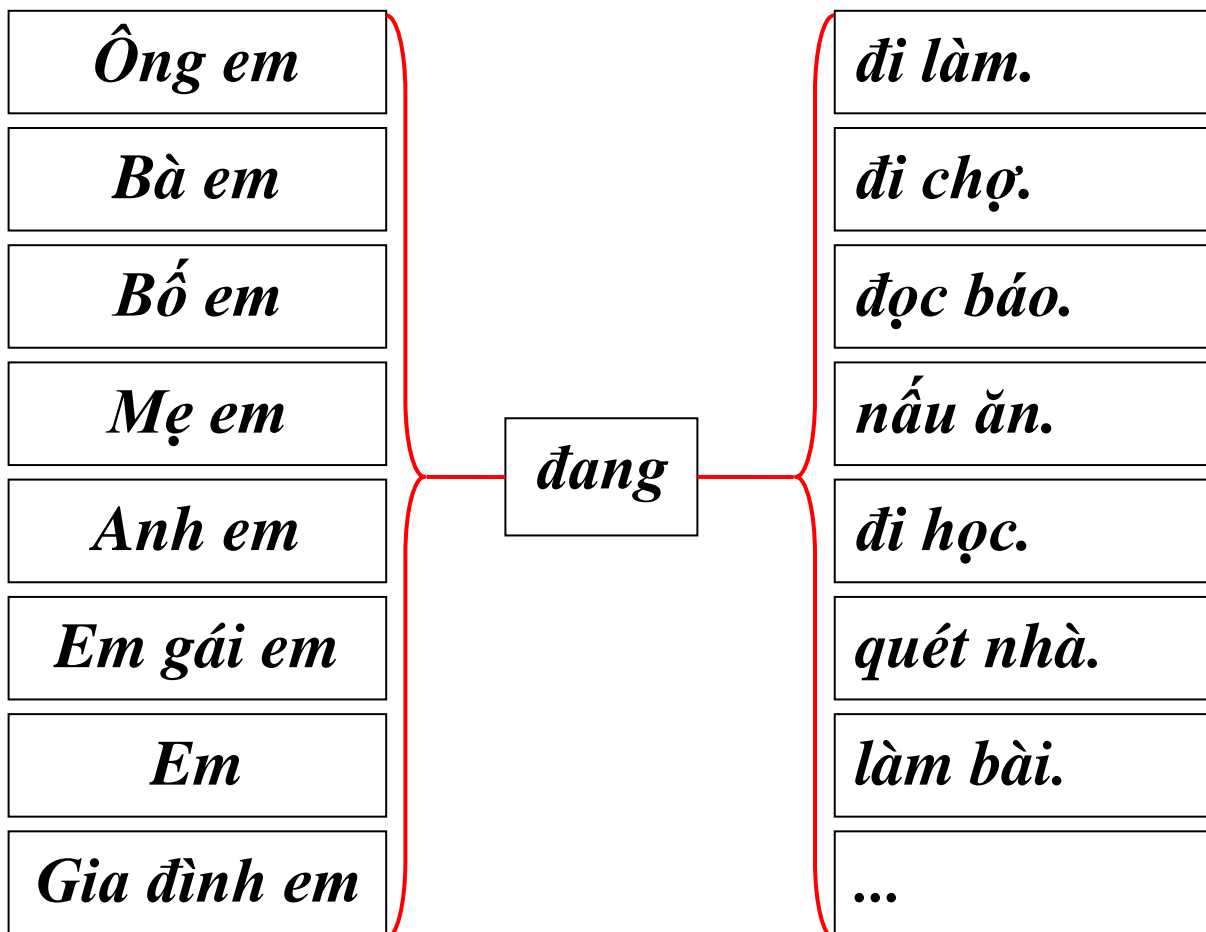 Ông em
Bà em
Bố em
Mẹ em
Anh em
Em gái em
Em
Gia đình em
đang
đi làm.
đi chợ.
đọc báo.
nấu ăn.
đi học.
quét nhà.
làm bài.
...